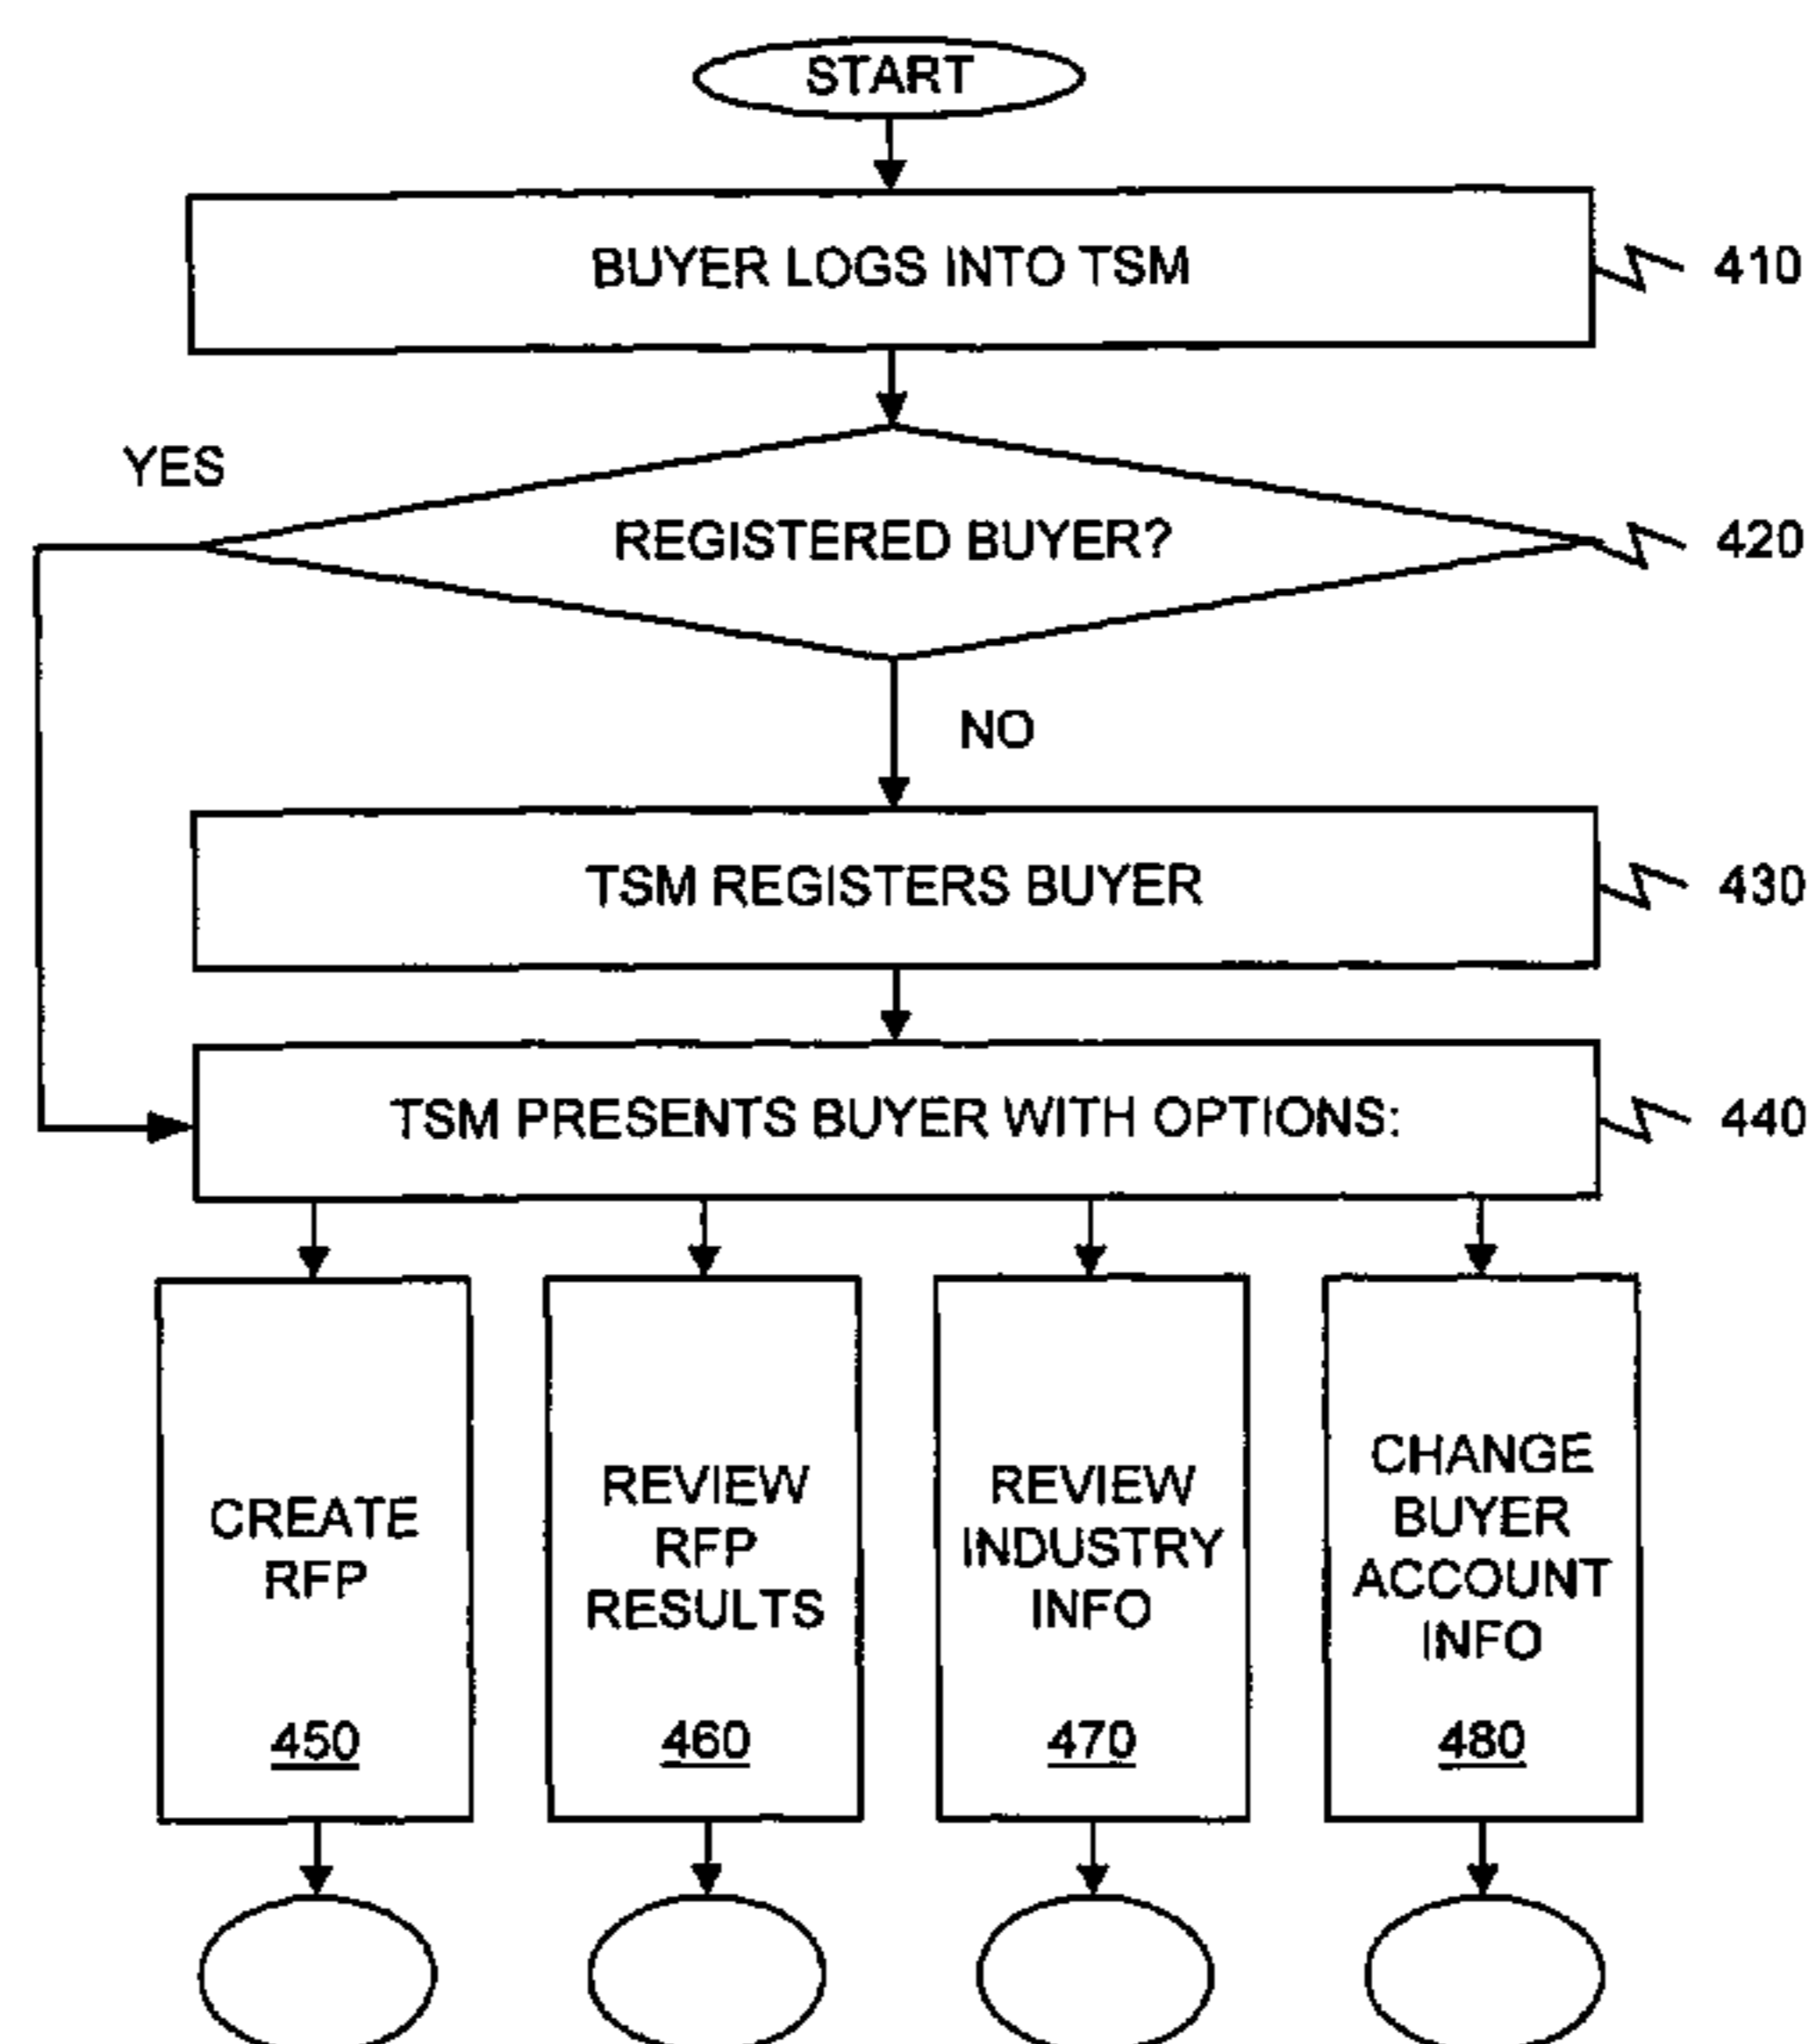 START
BUYER LOGS INTO TSM
410
YES
REGISTERED BUYER?
420
NO
TSM REGISTERS BUYER
430
TSM PRESENTS BUYER WITH OPTIONS:
440
CREATE
RFP
450
REVIEW
RFP
RESULTS
460
REVIEW
INDUSTRY
INFO
470
CHANGE
BUYER
ACCOUNT
INFO
480